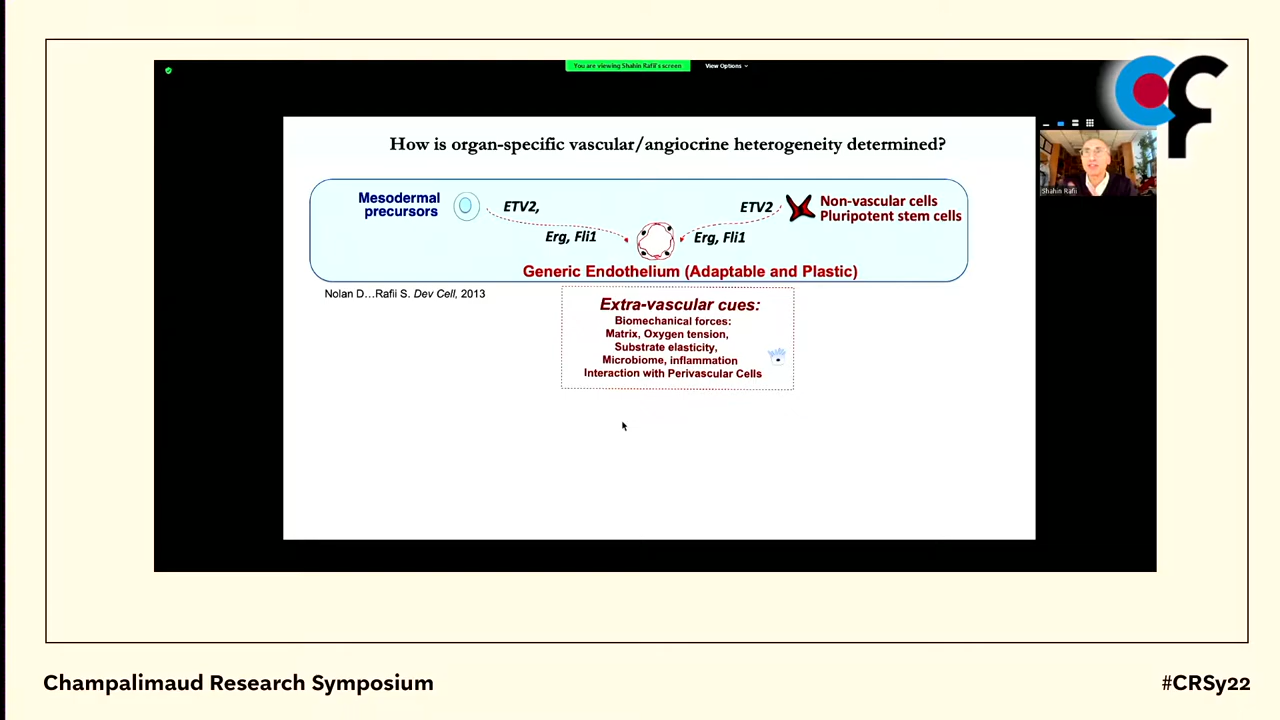 You are viewing Shahin Rafii's screen
View Options
CF
How is organ-specific vascular/angiocrine heterogeneity determined?
Shahin Rafii
Mesodermal
precursors
ETV2,
Erg, Fli1
ETV2
Erg, Fli1
Non-vascular cells
Pluripotent stem cells
Generic Endothelium (Adaptable and Plastic)
Nolan D...Rafii S. Dev Cell, 2013
Extra-vascular cues:
Biomechanical forces:
Matrix, Oxygen tension,
Substrate elasticity,
Microbiome, inflammation
Interaction with Perivascular Cells
Champalimaud Research Symposium
#CRSy22